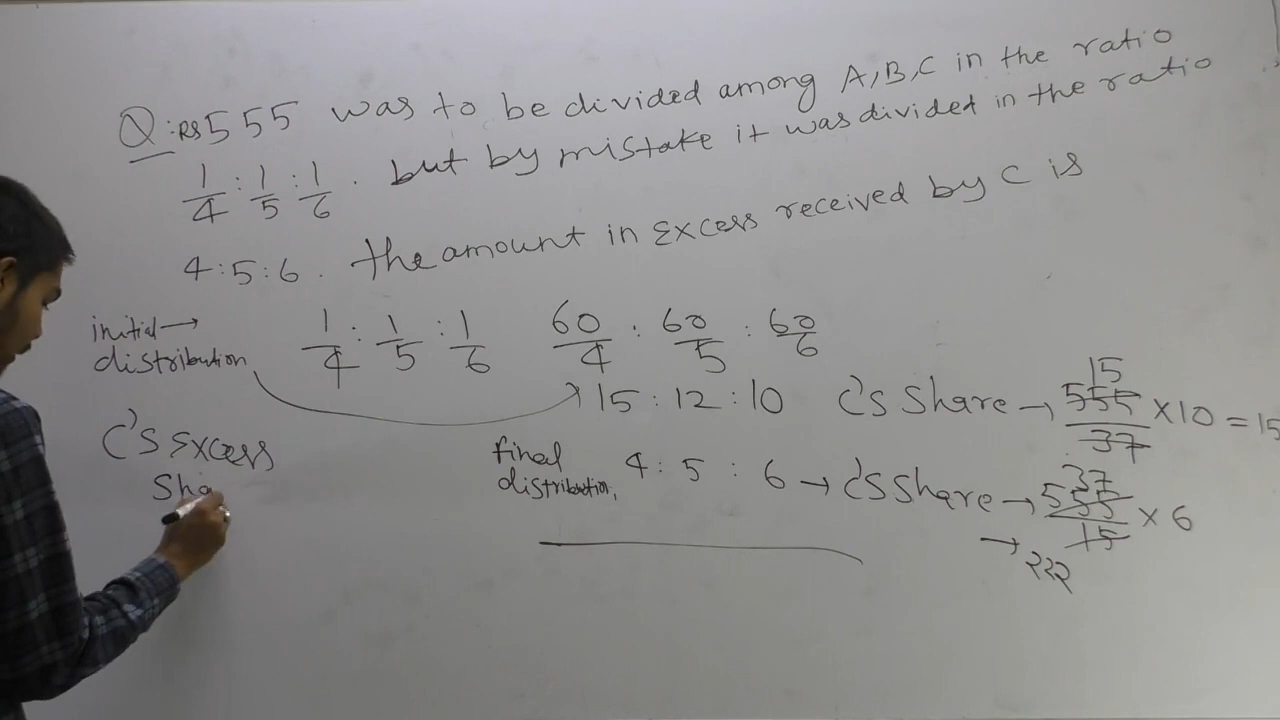 Q: Rs 555 was to be divided among A, B, C in the ratio
1/4 : 1/5 : 1/6 . but by mistake it was divided in the ratio
4 : 5 : 6 . the amount in Excess received by C is
initial → distribution 1/4 : 1/5 : 1/6 60/4 : 60/5 : 60/6
15 : 12 : 10 C's Share → 555/37 15 × 10 = 15
C's Excess Sha
final distribution, 4 : 5 : 6 → C's Share → 555/15 37 × 6
→ 222